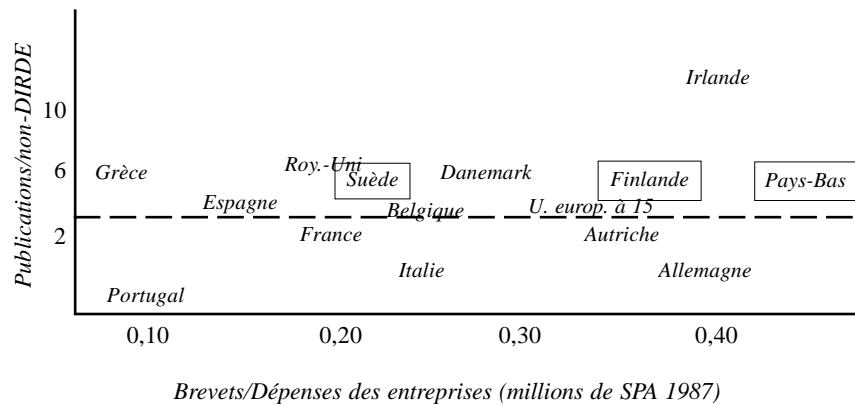 Publications/non-DIRDE
Irlande
10
Roy.-Uni
6
Grèce
Suède
Danemark
Finlande
Pays-Bas
Espagne
Belgique
U. europ. à 15
2
France
Autriche
Italie
Allemagne
Portugal
0,10 0,20 0,30 0,40
Brevets/Dépenses des entreprises (millions de SPA 1987)